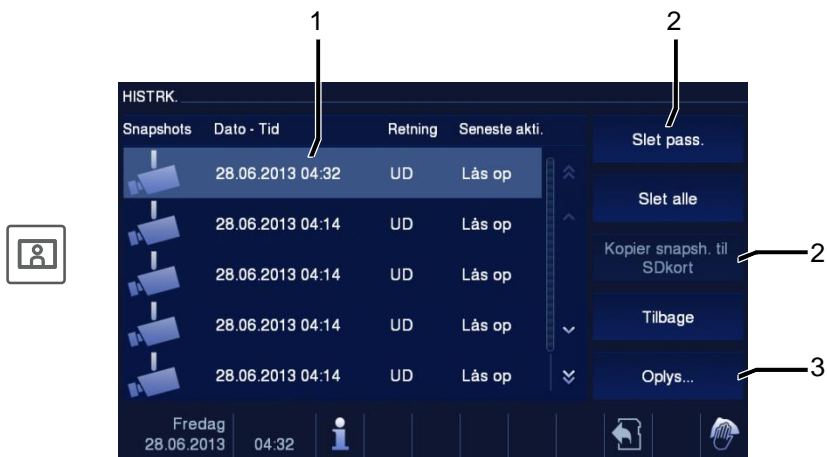 1
2
HISTRK.
Snapshots Dato - Tid Retning Seneste akti.
28.06.2013 04:32 UD Lås op
28.06.2013 04:14 UD Lås op
28.06.2013 04:14 UD Lås op
28.06.2013 04:14 UD Lås op
28.06.2013 04:14 UD Lås op
Slet pass.
Slet alle
Kopier snapsh. til
SDkort
2
Tilbage
Oplys...
3
Fredag
28.06.2013 04:32